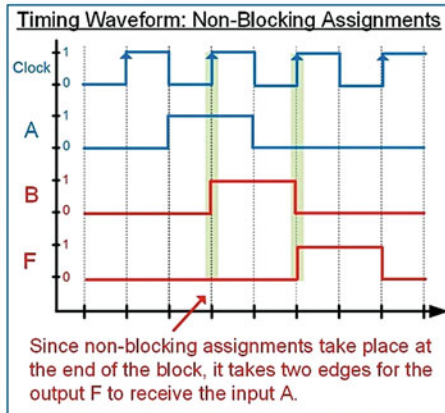 Timing Waveform: Non-Blocking Assignments
Clock
1
0
A
1
0
B
1
0
F
1
0
Since non-blocking assignments take place at
the end of the block, it takes two edges for the
output F to receive the input A.